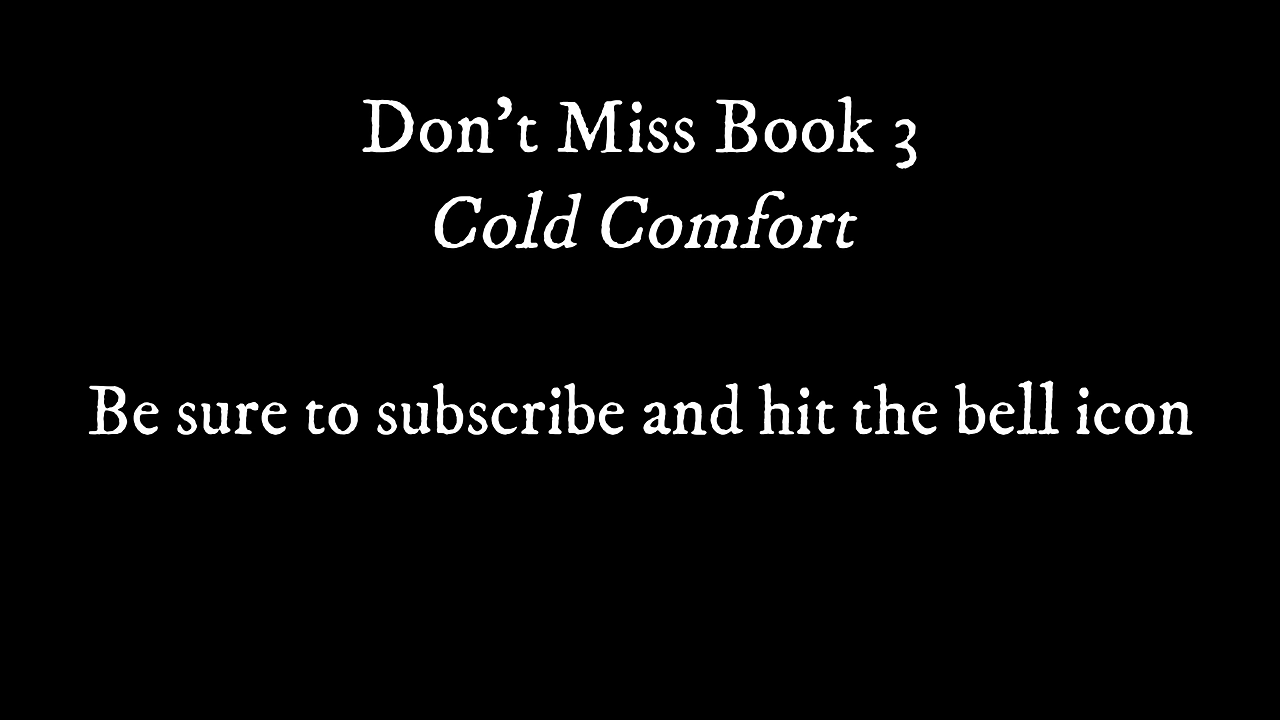 Don’t Miss Book 3
Cold Comfort
Be sure to subscribe and hit the bell icon